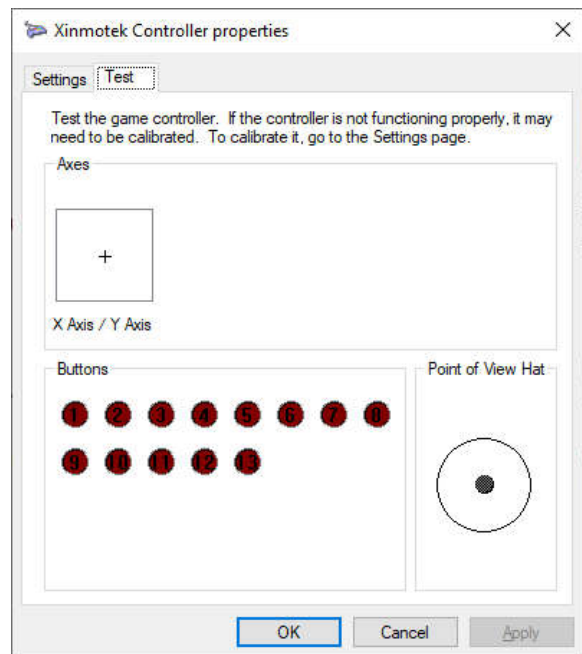 Xinmotek Controller properties
Settings Test
Test the game controller. If the controller is not functioning properly, it may
need to be calibrated. To calibrate it, go to the Settings page.
Axes
X Axis / Y Axis
Buttons
1 2 3 4 5 6 7 8
9 10 11 12 13
Point of View Hat
OK Cancel Apply